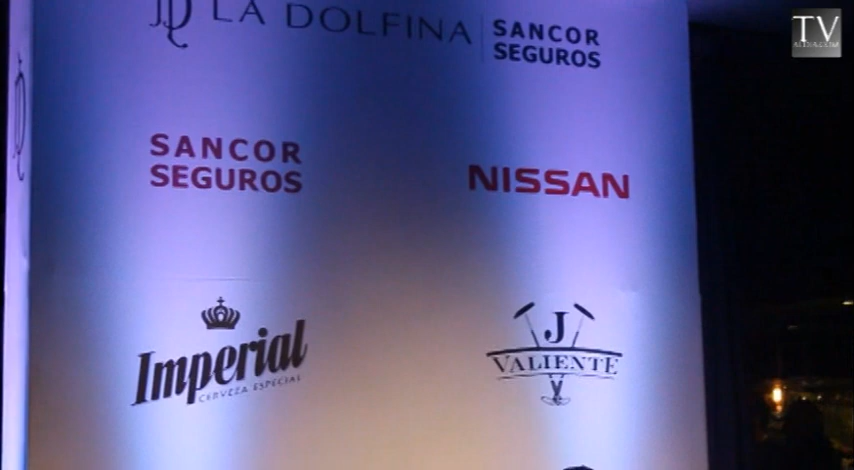 LA DOLFINA
SANCOR
SEGUROS
SANCOR
SEGUROS
NISSAN
Imperial
CERVEZA ESPECIAL
J
VALIENTE
TV